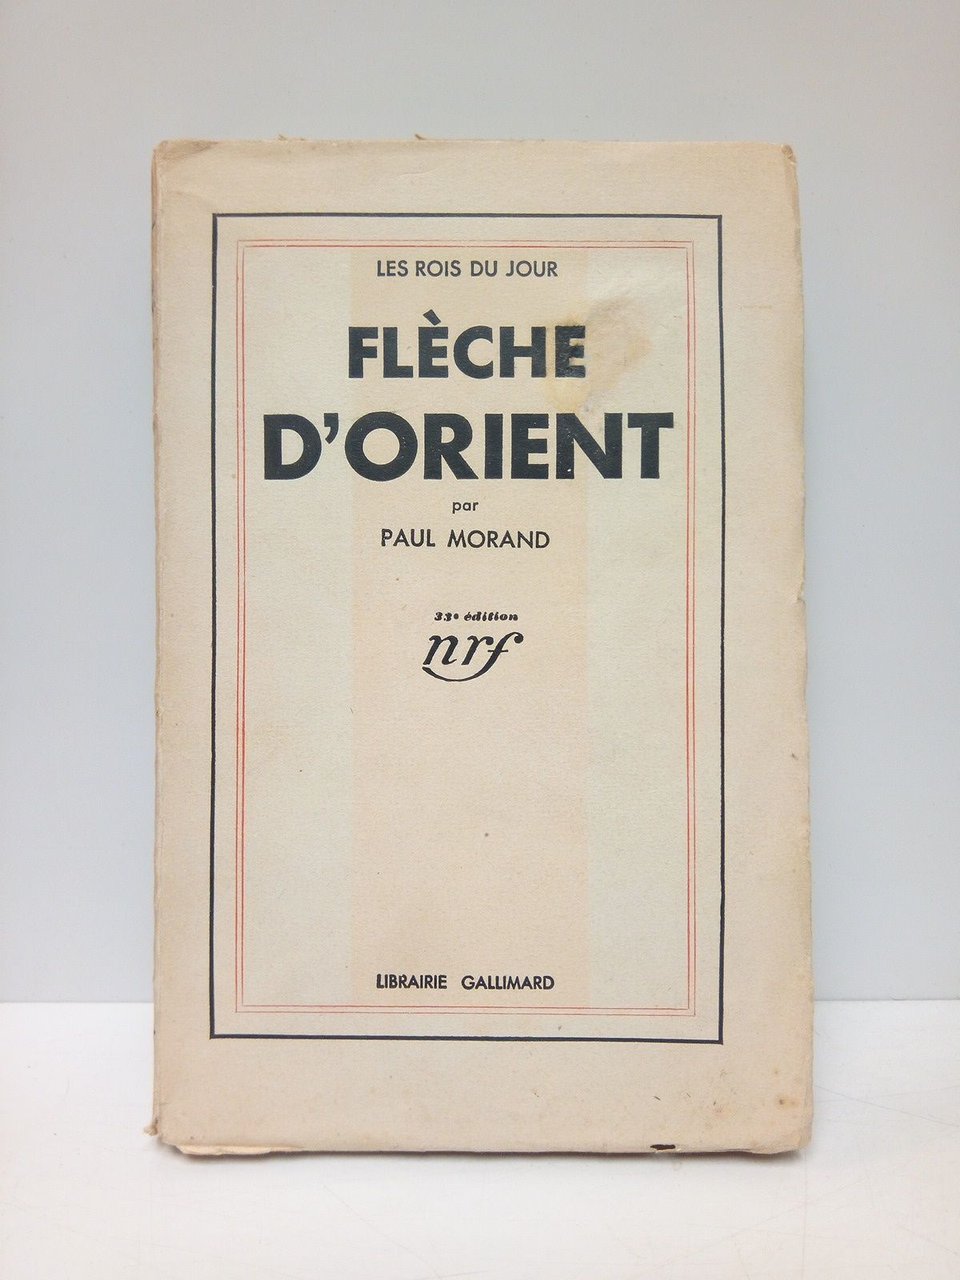 LES ROIS DU JOUR
FLÈCHE
D'ORIENT
par
PAUL MORAND
33e édition
nrf
LIBRAIRIE GALLIMARD